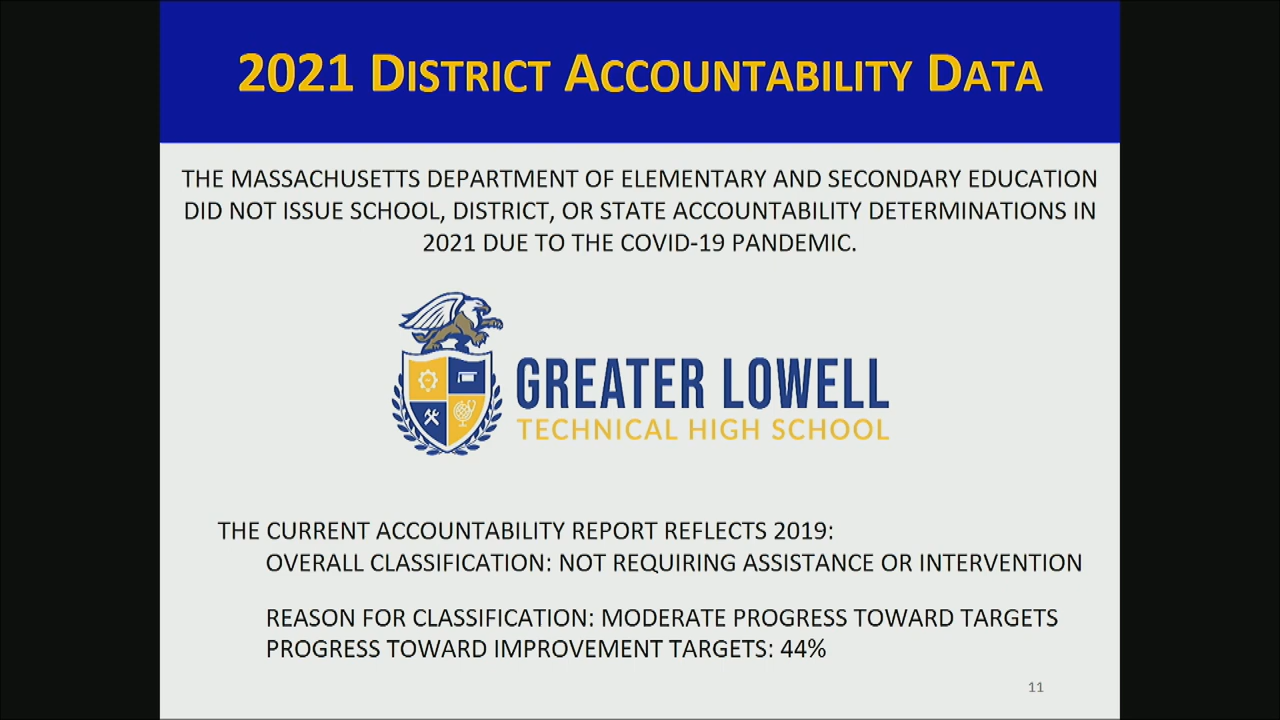 2021 DISTRICT ACCOUNTABILITY DATA
THE MASSACHUSETTS DEPARTMENT OF ELEMENTARY AND SECONDARY EDUCATION
DID NOT ISSUE SCHOOL, DISTRICT, OR STATE ACCOUNTABILITY DETERMINATIONS IN
2021 DUE TO THE COVID-19 PANDEMIC.
GREATER LOWELL
TECHNICAL HIGH SCHOOL
THE CURRENT ACCOUNTABILITY REPORT REFLECTS 2019:
OVERALL CLASSIFICATION: NOT REQUIRING ASSISTANCE OR INTERVENTION
REASON FOR CLASSIFICATION: MODERATE PROGRESS TOWARD TARGETS
PROGRESS TOWARD IMPROVEMENT TARGETS: 44%
11